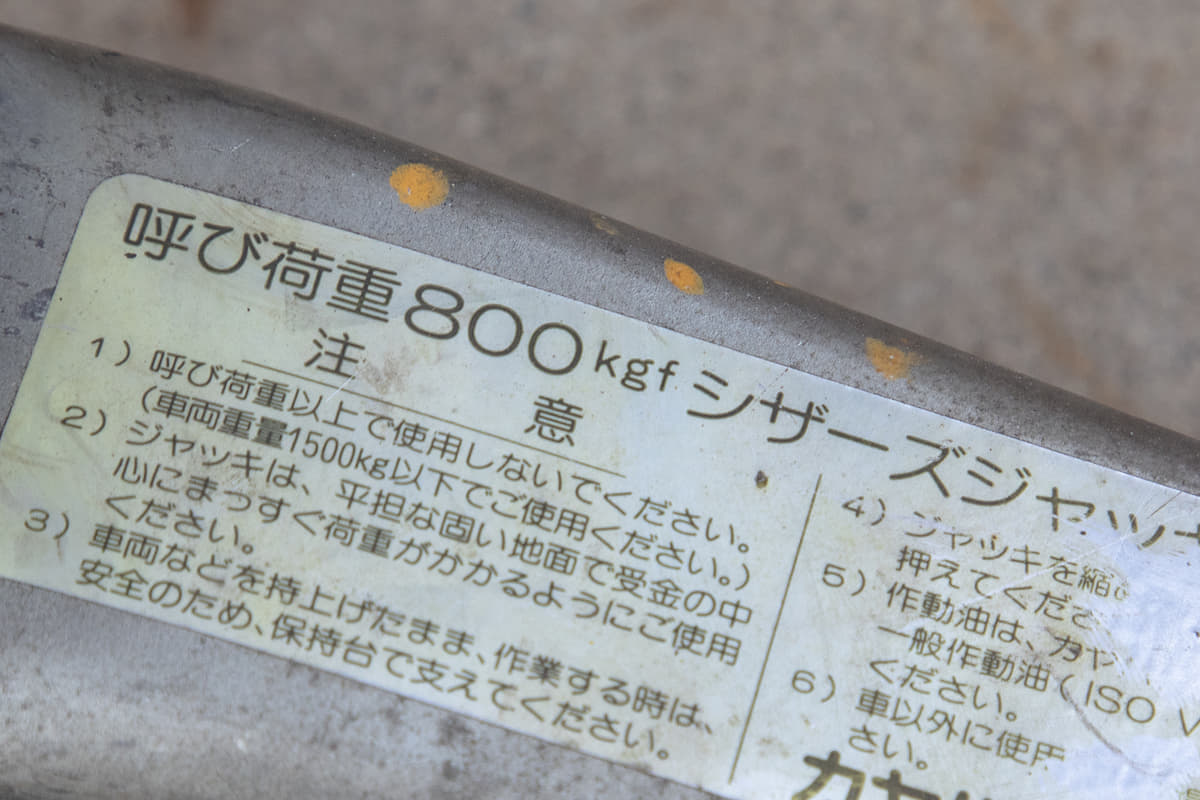 呼び荷重800kgf シザーズジャッキ
注意
1) 呼び荷重以上で使用しないでください。
(車両重量1500kg以下でご使用ください。)
2) ジャッキは、平担な固い地面で受金の中
心にまっすぐ荷重がかかるようにご使用
ください。
3) 車両などを持上げたまま、作業する時は、
安全のため、保持台で支えてください。
4) ジャッキを縮
押えてくださ
5) 作動油は、カヤ
一般作動油(ISO V
ください。
6) 車以外に使用
さい。
カヤ